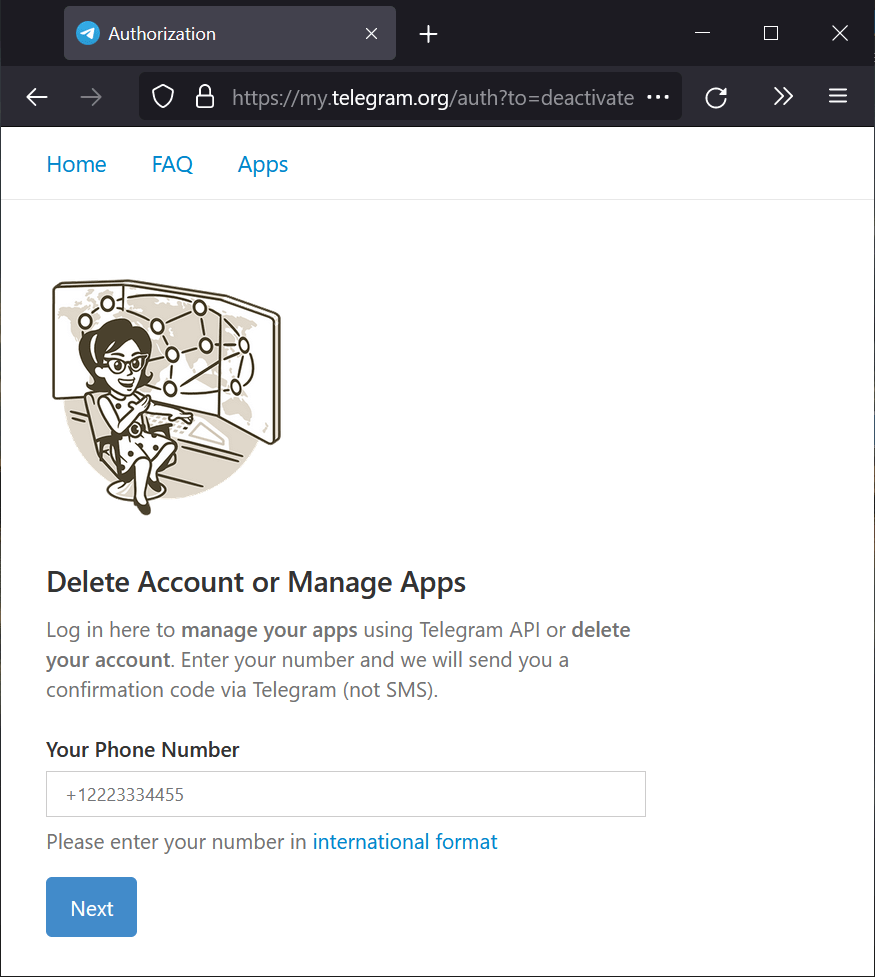 Authorization
https://my.telegram.org/auth?to=deactivate
Home FAQ Apps
Delete Account or Manage Apps
Log in here to manage your apps using Telegram API or delete
your account. Enter your number and we will send you a
confirmation code via Telegram (not SMS).
Your Phone Number
+12223334455
Please enter your number in international format
Next